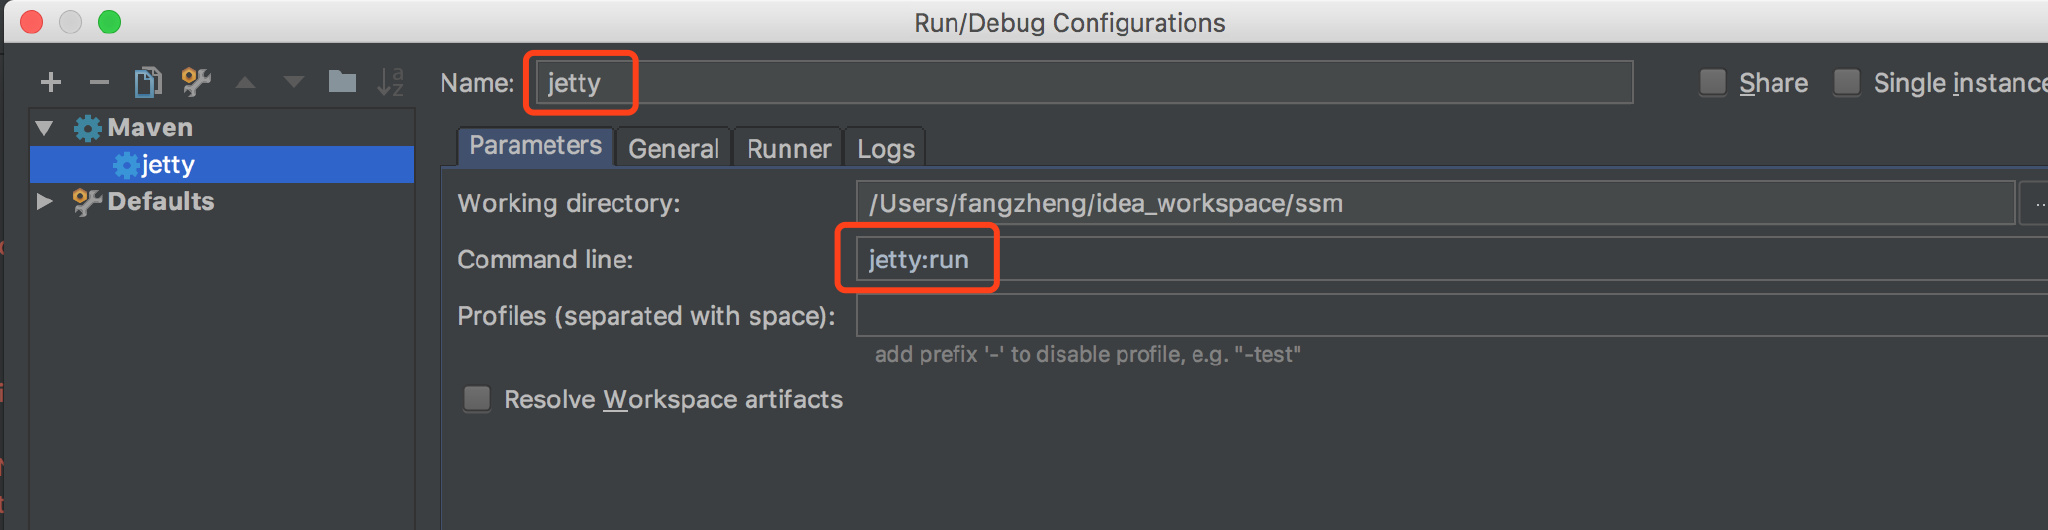 Run/Debug Configurations
Name: jetty
Share
Single instance
Maven
jetty
Defaults
Parameters
General
Runner
Logs
Working directory: /Users/fangzheng/idea_workspace/ssm
Command line: jetty:run
Profiles (separated with space):
add prefix '-' to disable profile, e.g. "-test"
Resolve Workspace artifacts